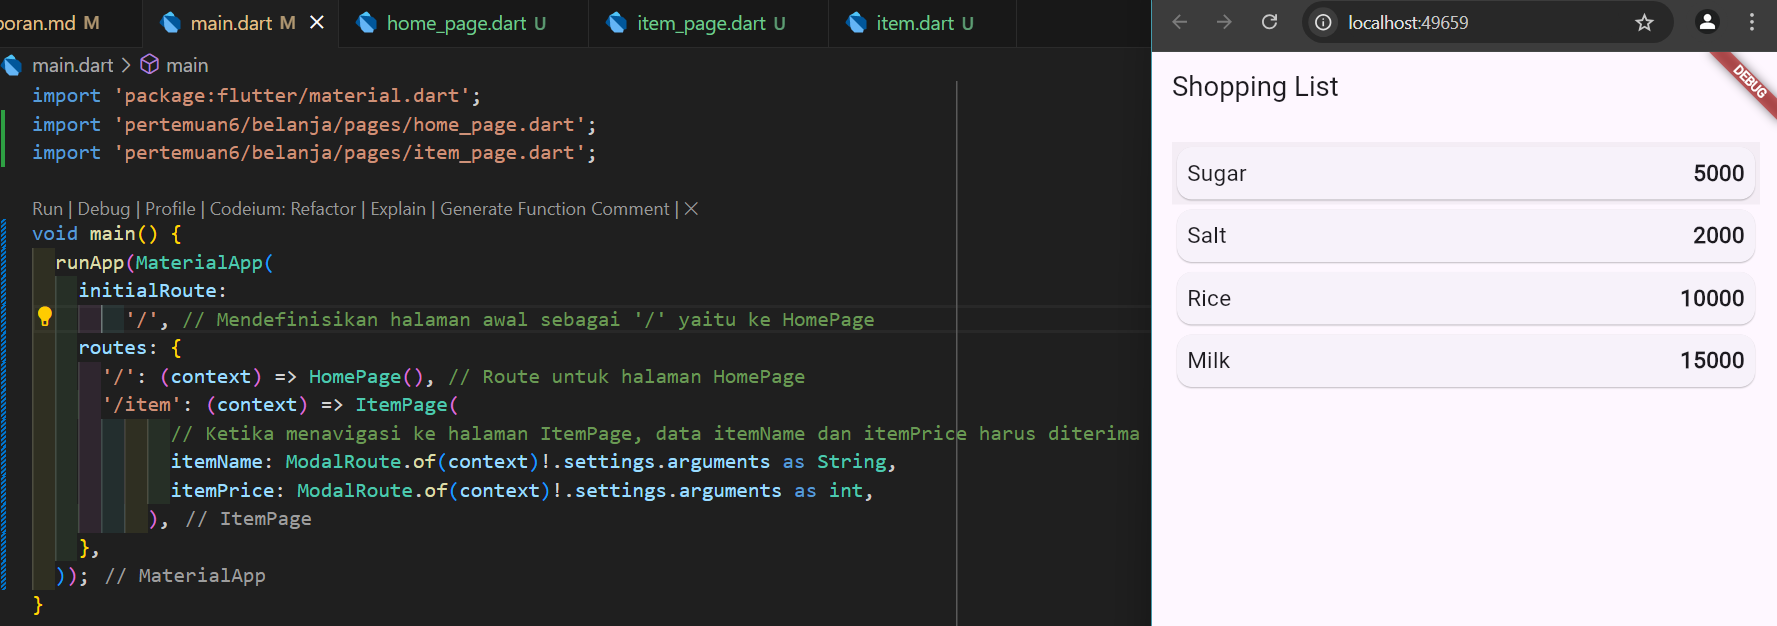 oran.md M
main.dart M
home_page.dart U
item_page.dart U
item.dart U
main.dart > main
import 'package:flutter/material.dart';
import 'pertemuan6/belanja/pages/home_page.dart';
import 'pertemuan6/belanja/pages/item_page.dart';
Run | Debug | Profile | Codeium: Refactor | Explain | Generate Function Comment | ×
void main() {
runApp(MaterialApp(
initialRoute:
'/', // Mendefinisikan halaman awal sebagai '/' yaitu ke HomePage
routes: {
'/': (context) => HomePage(), // Route untuk halaman HomePage
'/item': (context) => ItemPage(
// Ketika menavigasi ke halaman ItemPage, data itemName dan itemPrice harus diterima
itemName: ModalRoute.of(context)!.settings.arguments as String,
itemPrice: ModalRoute.of(context)!.settings.arguments as int,
), // ItemPage
},
)); // MaterialApp
}
localhost:49659
DEBUG
Shopping List
Sugar 5000
Salt 2000
Rice 10000
Milk 15000